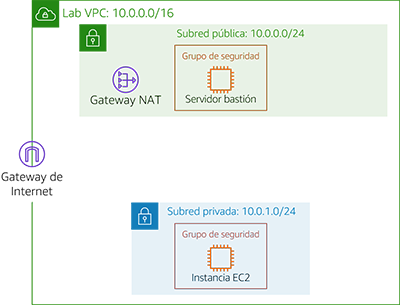 Lab VPC: 10.0.0.0/16
Subred pública: 10.0.0.0/24
Grupo de seguridad
Gateway NAT
Servidor bastión
Gateway de
Internet
Subred privada: 10.0.1.0/24
Grupo de seguridad
Instancia EC2